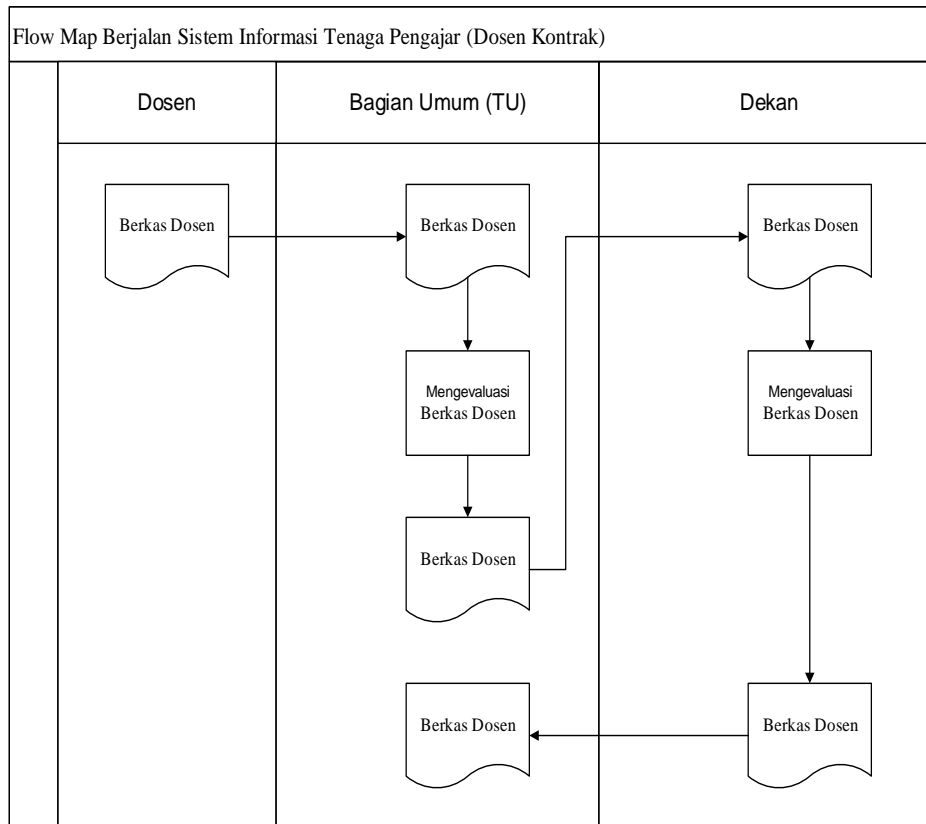 Flow Map Berjalan Sistem Informasi Tenaga Pengajar (Dosen Kontrak)
Dosen
Bagian Umum (TU)
Dekan
Berkas Dosen
Berkas Dosen
Berkas Dosen
Mengevaluasi
Berkas Dosen
Mengevaluasi
Berkas Dosen
Berkas Dosen
Berkas Dosen
Berkas Dosen